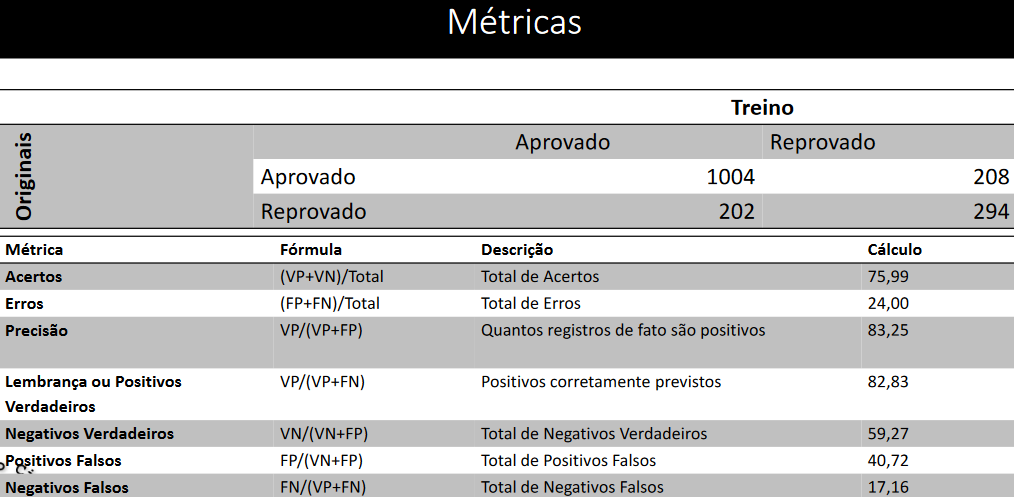 Métricas
Treino
Originais
Aprovado Reprovado
Aprovado 1004 208
Reprovado 202 294
Métrica Fórmula Descrição Cálculo
Acertos (VP+VN)/Total Total de Acertos 75,99
Erros (FP+FN)/Total Total de Erros 24,00
Precisão VP/(VP+FP) Quantos registros de fato são positivos 83,25
Lembrança ou Positivos VP/(VP+FN) Positivos corretamente previstos 82,83
Verdadeiros
Negativos Verdadeiros VN/(VN+FP) Total de Negativos Verdadeiros 59,27
Positivos Falsos FP/(VN+FP) Total de Positivos Falsos 40,72
Negativos Falsos FN/(VP+FN) Total de Negativos Falsos 17,16